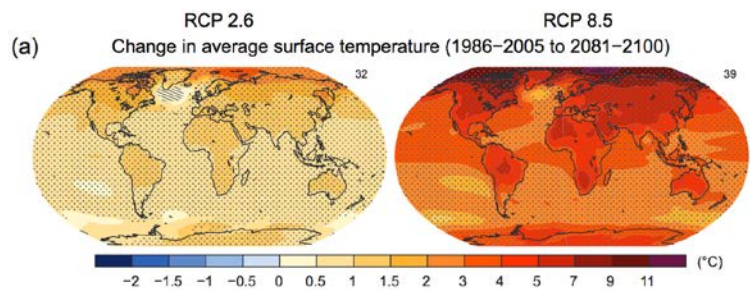 RCP 2.6 RCP 8.5
(a) Change in average surface temperature (1986−2005 to 2081−2100)
32 39
−2 −1.5 −1 −0.5 0 0.5 1 1.5 2 3 4 5 7 9 11 (°C)